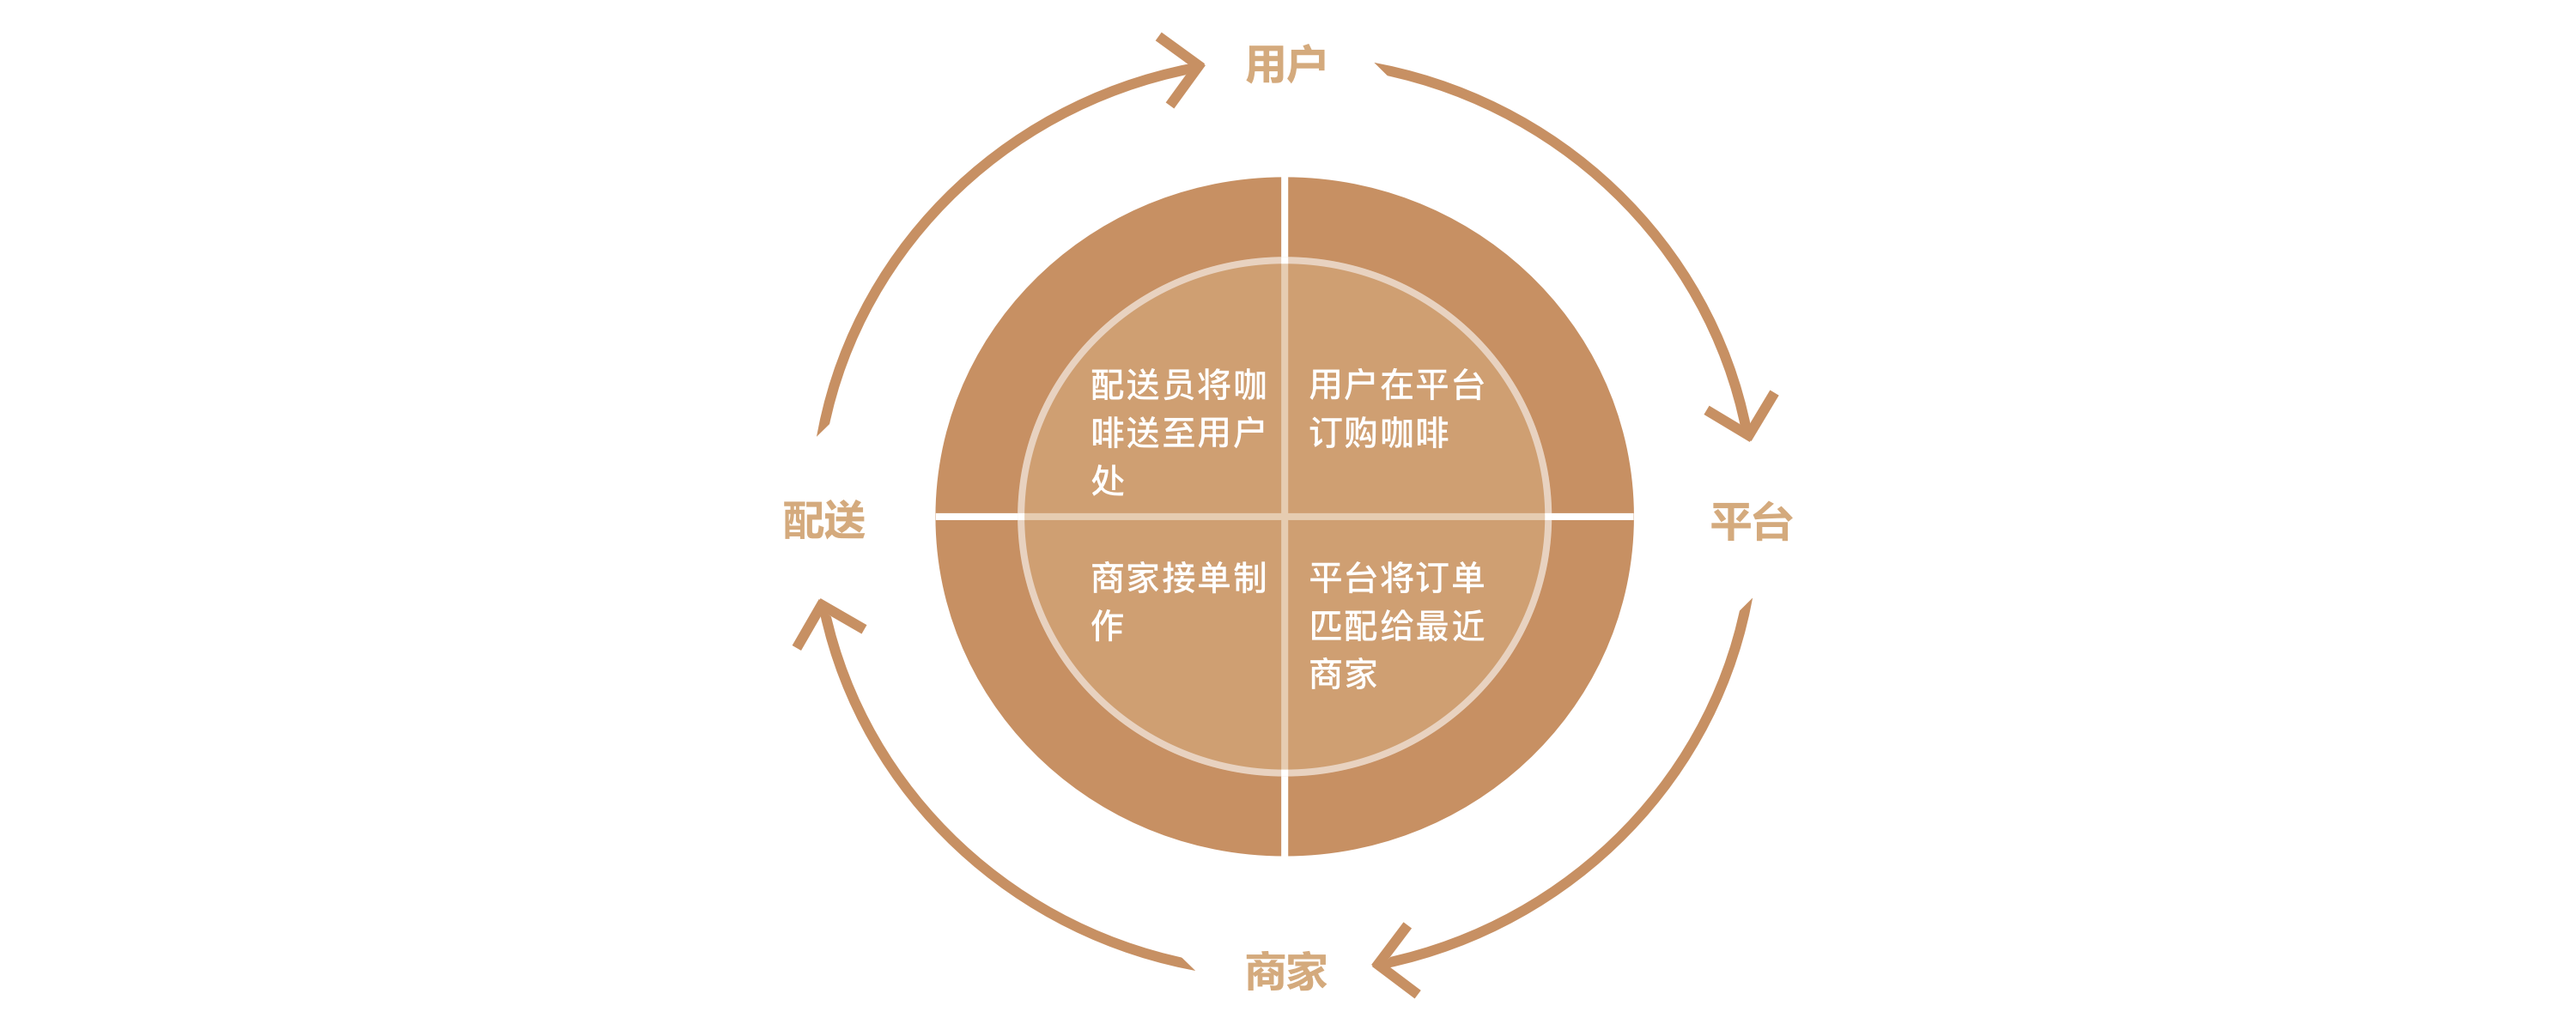 用户
配送员将咖
啡送至用户
处
用户在平台
订购咖啡
配送
平台
商家接单制
作
平台将订单
匹配给最近
商家
商家